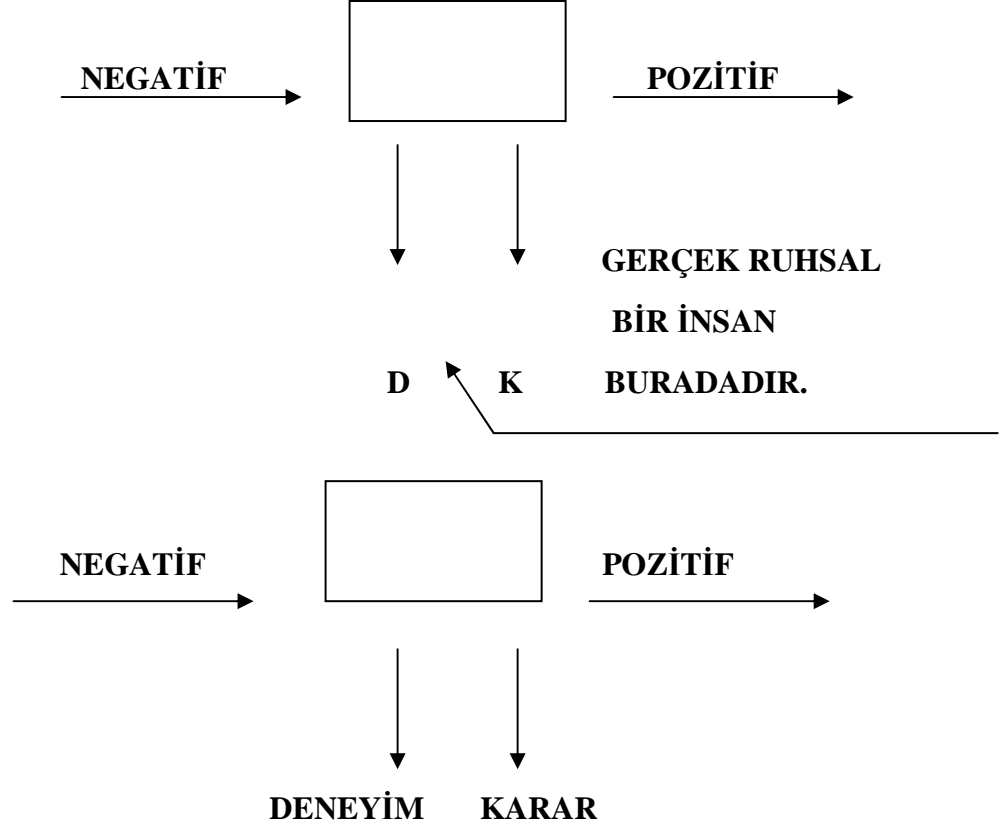 NEGATİF POZİTİF
GERÇEK RUHSAL
BİR İNSAN
D K BURADADIR.
NEGATİF POZİTİF
DENEYİM KARAR